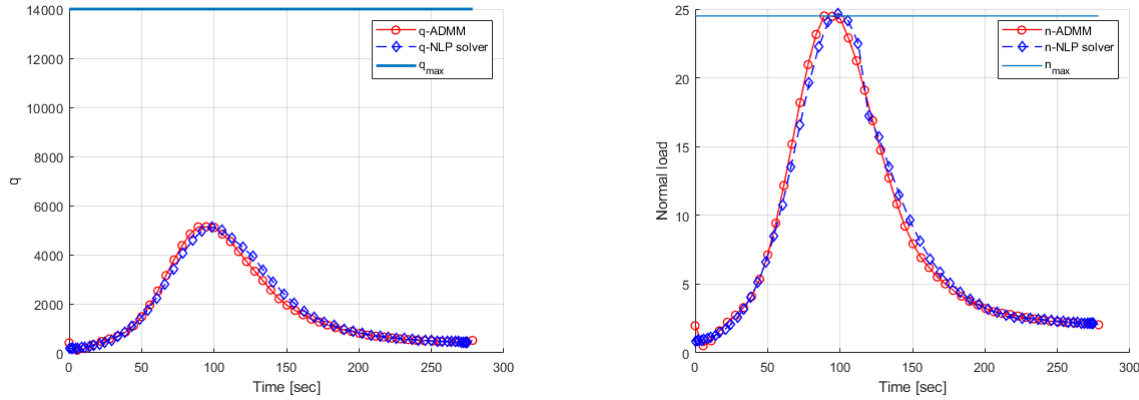 14000
12000
10000
8000
6000
4000
2000
0
q
0 50 100 150 200 250 300
Time [sec]
q-ADMM
q-NLP solver
q_max
25
20
15
10
5
0
Normal load
0 50 100 150 200 250 300
Time [sec]
n-ADMM
n-NLP solver
n_max